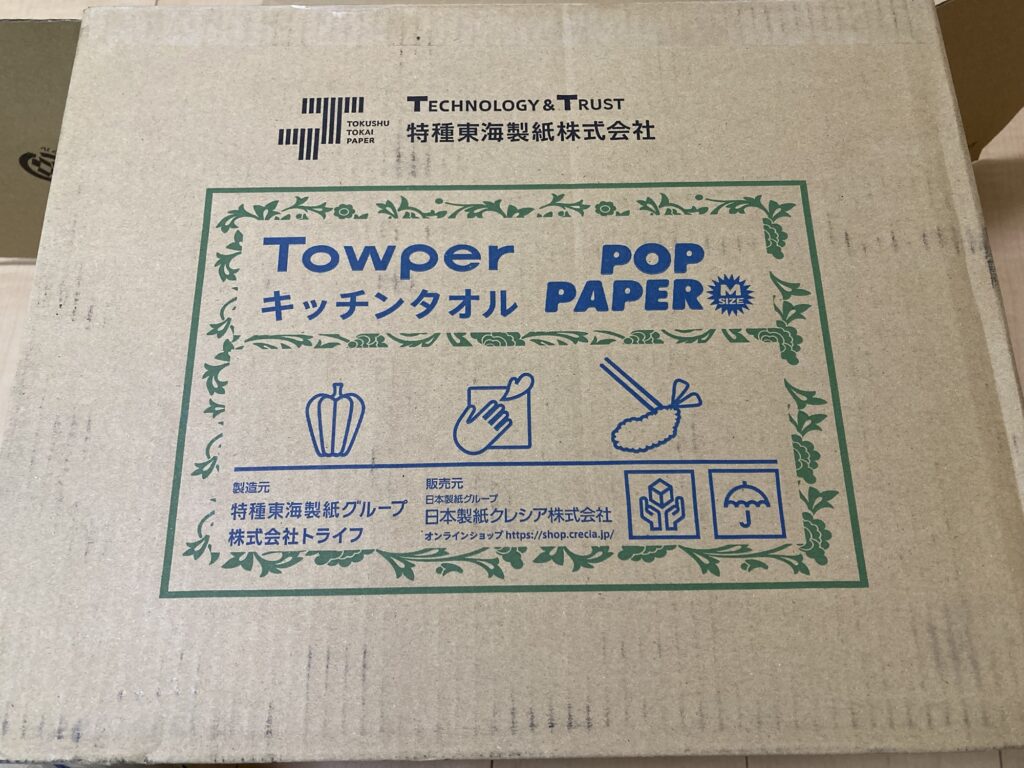 TOKUSHU
TOKAI
PAPER
TECHNOLOGY & TRUST
特種東海製紙株式会社
Towper
キッチンタオル
POP
PAPER
M
SIZE
製造元
特種東海製紙グループ
株式会社トライフ
販売元
日本製紙グループ
日本製紙クレシア株式会社
オンラインショップ https://shop.crecia.jp/